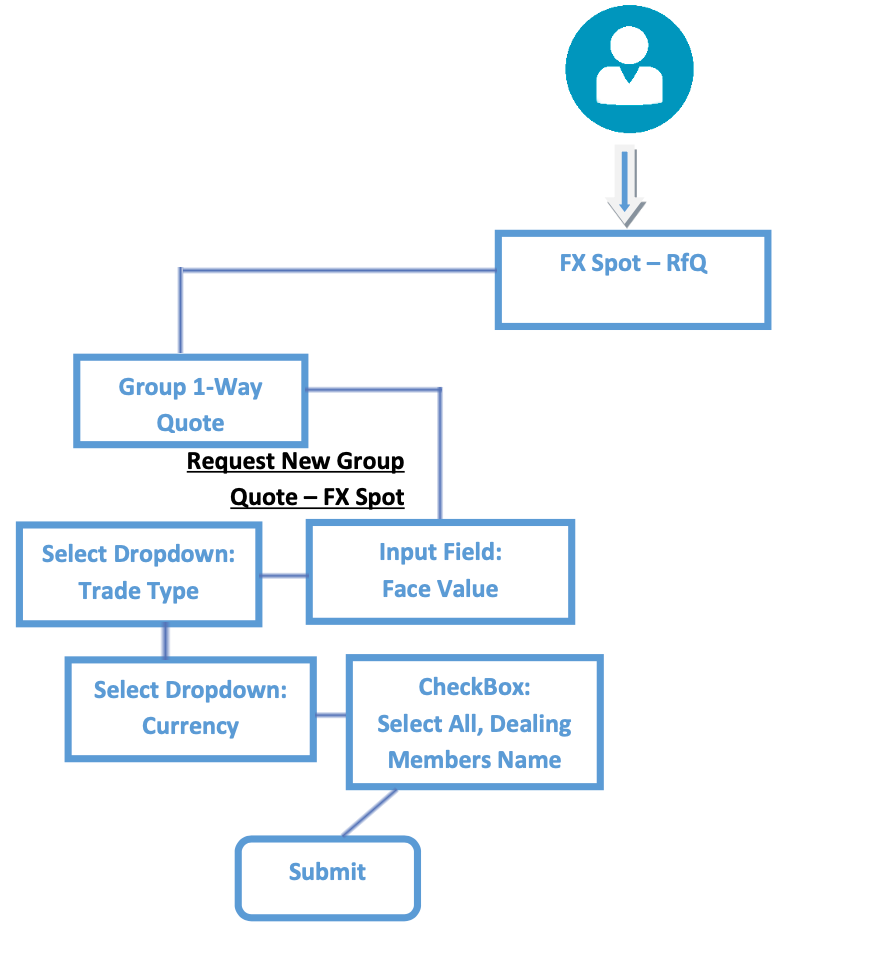 FX Spot – RfQ
Group 1-Way
Quote
Request New Group
Quote – FX Spot
Select Dropdown:
Trade Type
Input Field:
Face Value
Select Dropdown:
Currency
CheckBox:
Select All, Dealing
Members Name
Submit